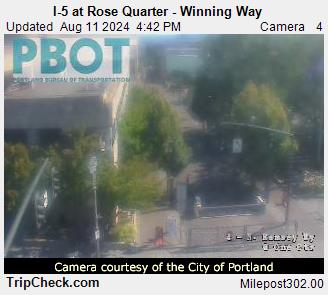 I-5 at Rose Quarter - Winning Way
Updated Aug 11 2024 4:42 PM Camera 4
PBOT
PORTLAND BUREAU OF TRANSPORTATION
Camera courtesy of the City of Portland
TripCheck.com Milepost302.00